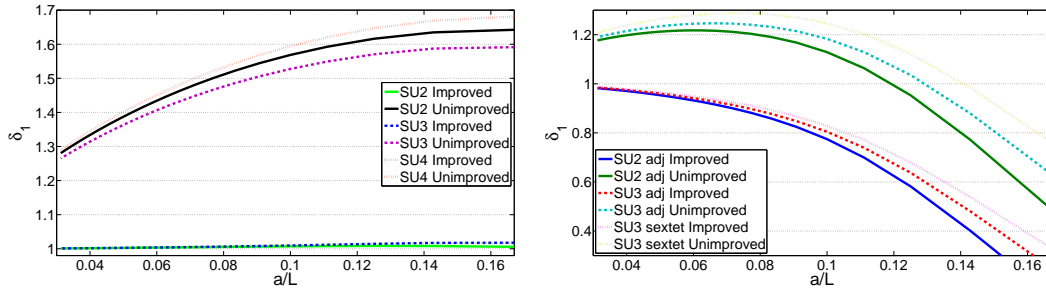 1.7
1.6
1.5
1.4
1.3
1.2
1.1
1
δ1
SU2 Improved
SU2 Unimproved
SU3 Improved
SU3 Unimproved
SU4 Improved
SU4 Unimproved
0.04 0.06 0.08 0.1 0.12 0.14 0.16
a/L
1.2
1
0.8
0.6
0.4
δ1
SU2 adj Improved
SU2 adj Unimproved
SU3 adj Improved
SU3 adj Unimproved
SU3 sextet Improved
SU3 sextet Unimproved
0.04 0.06 0.08 0.1 0.12 0.14 0.16
a/L